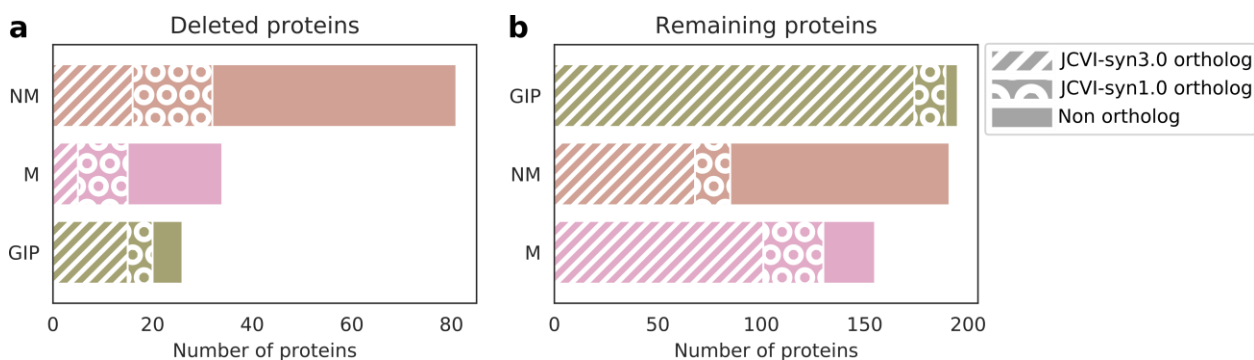 a
Deleted proteins
NM
M
GIP
0 20 40 60 80
Number of proteins
b
Remaining proteins
GIP
NM
M
0 50 100 150 200
Number of proteins
JCVI-syn3.0 ortholog
JCVI-syn1.0 ortholog
Non ortholog